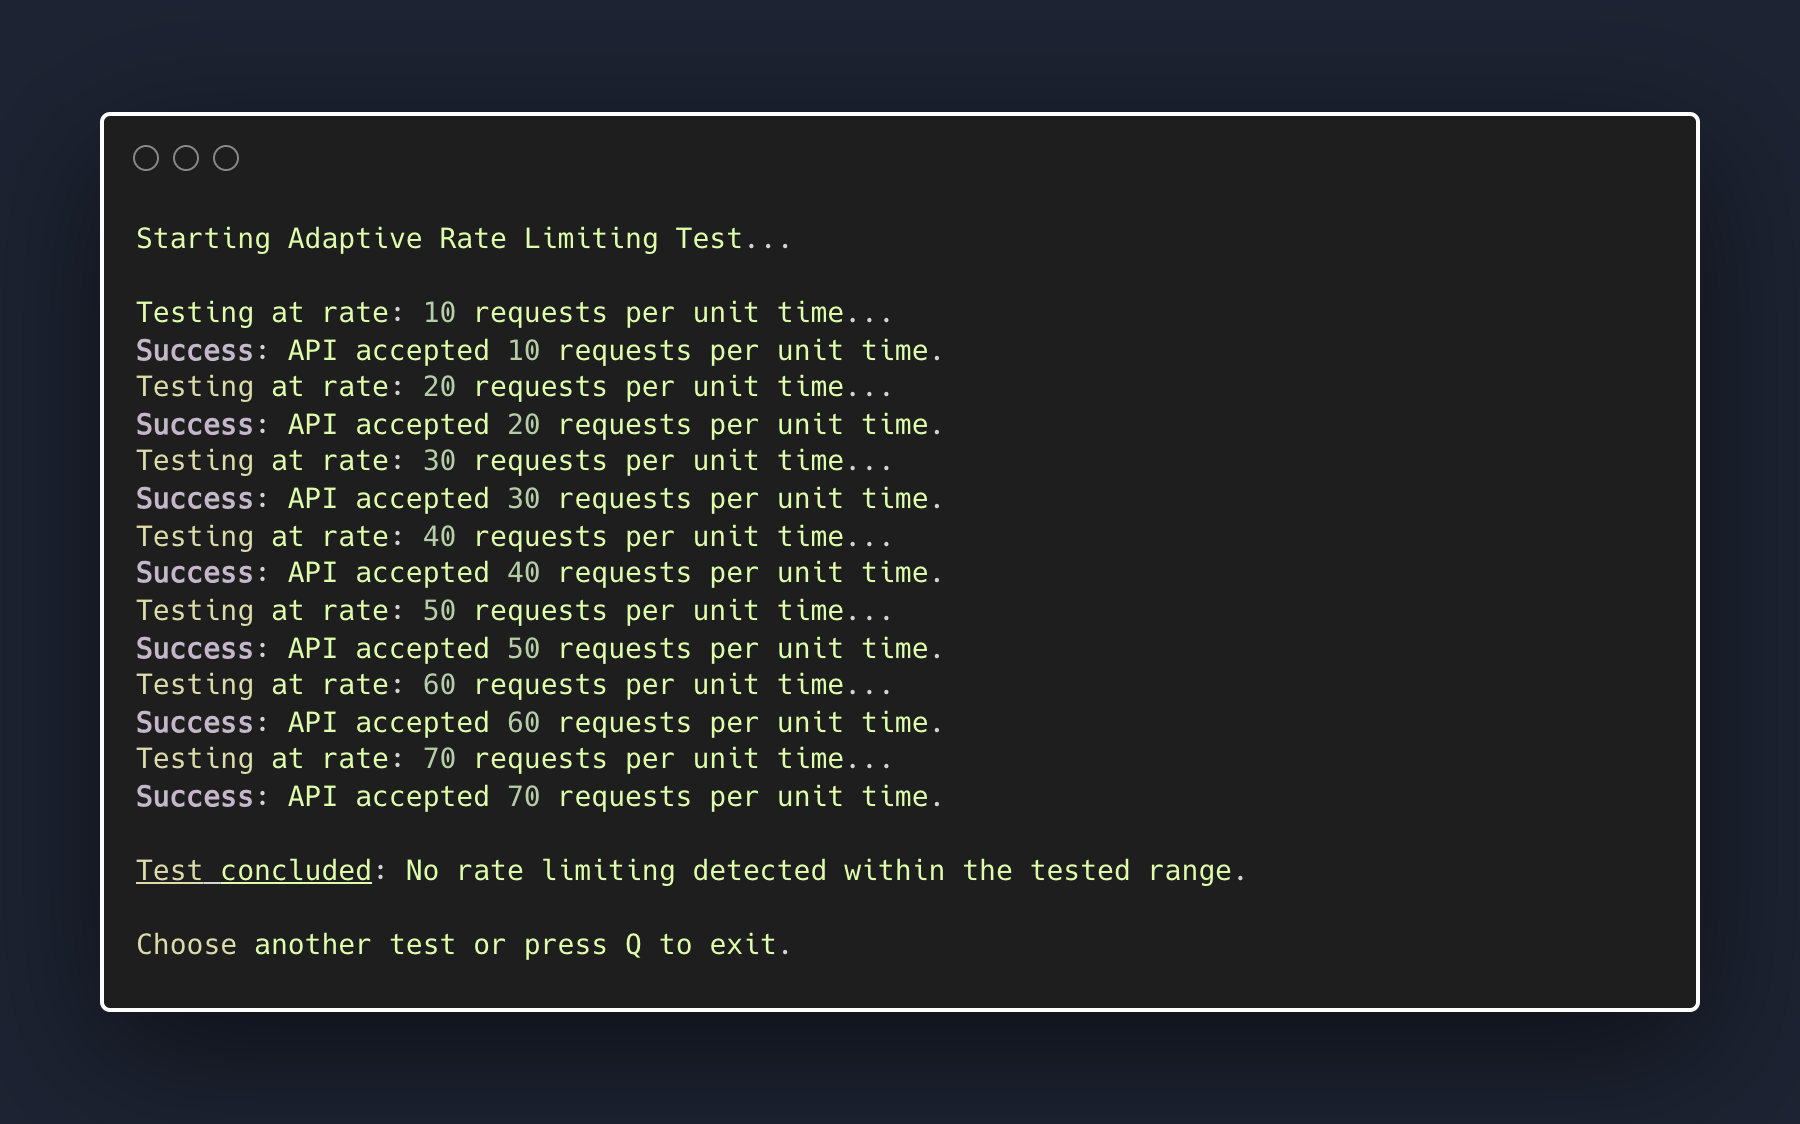 Starting Adaptive Rate Limiting Test...
Testing at rate: 10 requests per unit time...
Success: API accepted 10 requests per unit time.
Testing at rate: 20 requests per unit time...
Success: API accepted 20 requests per unit time.
Testing at rate: 30 requests per unit time...
Success: API accepted 30 requests per unit time.
Testing at rate: 40 requests per unit time...
Success: API accepted 40 requests per unit time.
Testing at rate: 50 requests per unit time...
Success: API accepted 50 requests per unit time.
Testing at rate: 60 requests per unit time...
Success: API accepted 60 requests per unit time.
Testing at rate: 70 requests per unit time...
Success: API accepted 70 requests per unit time.
Test concluded: No rate limiting detected within the tested range.
Choose another test or press Q to exit.